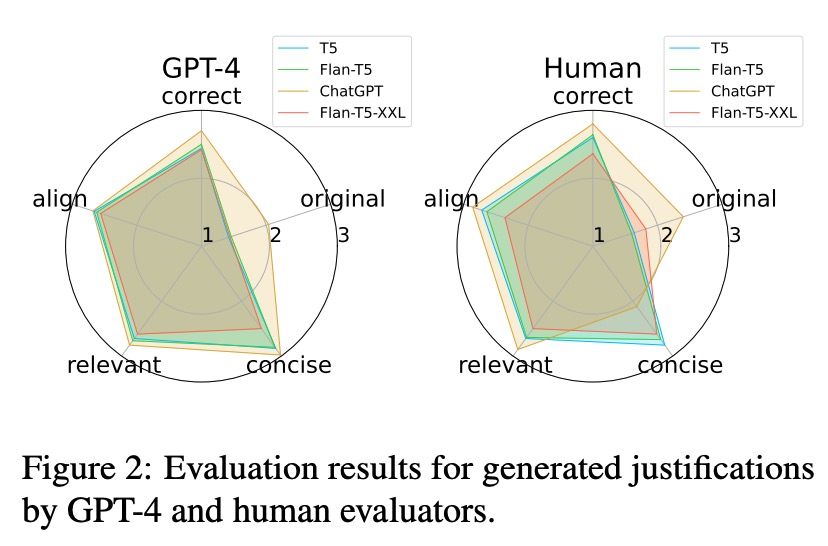 GPT-4
T5
Flan-T5
ChatGPT
Flan-T5-XXL
correct
original
concise
relevant
align
1
2
3
Human
T5
Flan-T5
ChatGPT
Flan-T5-XXL
correct
original
concise
relevant
align
1
2
3
Figure 2: Evaluation results for generated justifications
by GPT-4 and human evaluators.